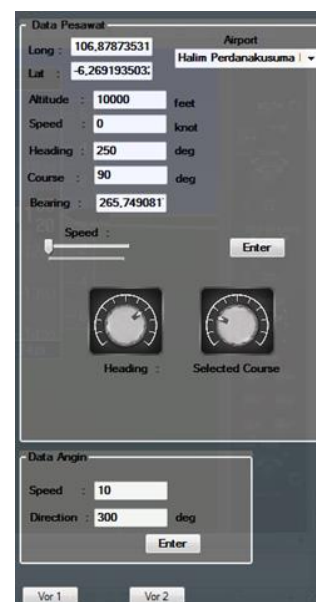 Data Pesawat
Long : 106,87873531 Airport
Lat : -6,2691935032 Halim Perdanakusuma
Altitude : 10000 feet
Speed : 0 knot
Heading : 250 deg
Course : 90 deg
Bearing : 265,749081
Speed :
Enter
Heading : Selected Course
Data Angin
Speed : 10
Direction : 300 deg
Enter
Vor 1 Vor 2